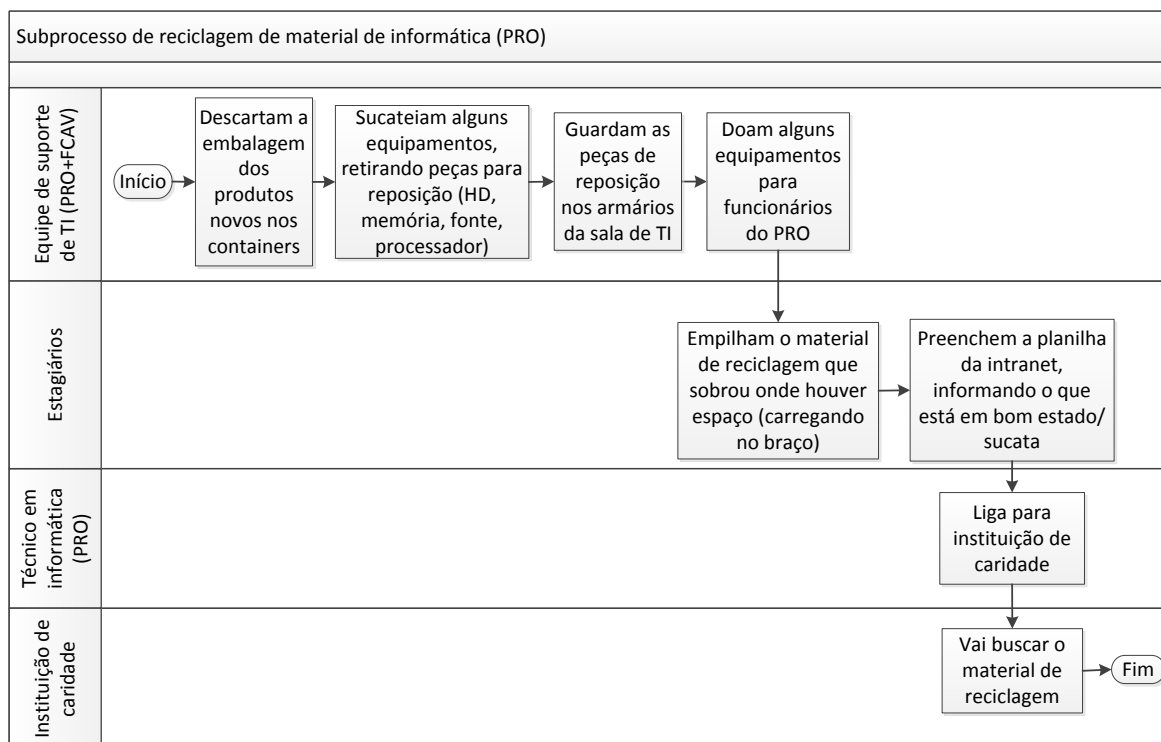 Subprocesso de reciclagem de material de informática (PRO)
Equipe de suporte
de TI (PRO+FCAV)
Início
Descartam a
embalagem
dos
produtos
novos nos
containers
Sucateiam alguns
equipamentos,
retirando peças para
reposição (HD,
memória, fonte,
processador)
Guardam as
peças de
reposição
nos armários
da sala de TI
Doam alguns
equipamentos
para
funcionários
do PRO
Estagiários
Empilham o material
de reciclagem que
sobrou onde houver
espaço (carregando
no braço)
Preenchem a planilha
da intranet,
informando o que
está em bom estado/
sucata
Técnico em
informática
(PRO)
Liga para
instituição de
caridade
Instituição de
caridade
Vai buscar o
material de
reciclagem
Fim